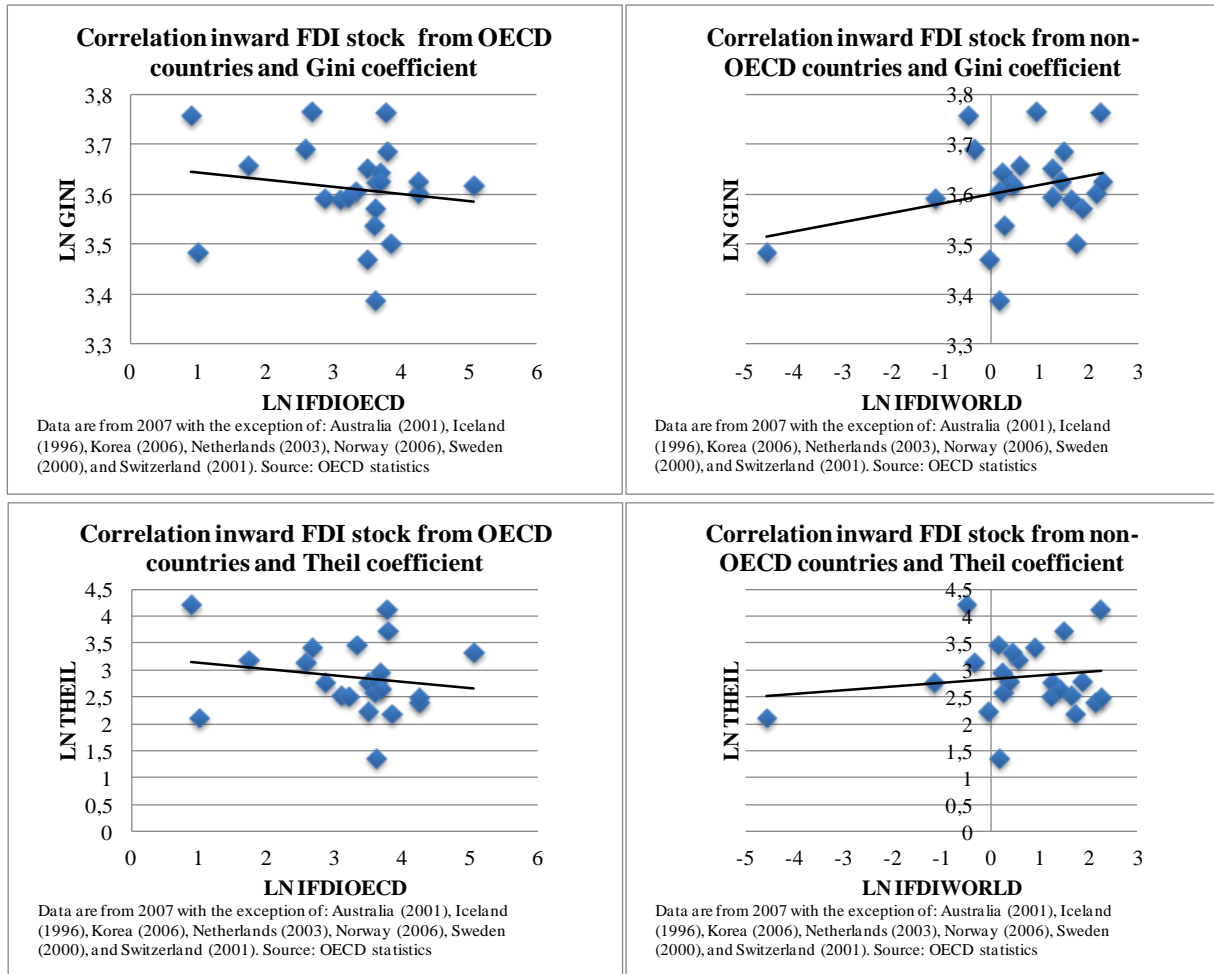 Correlation inward FDI stock from OECD
countries and Gini coefficient
3,8
3,7
3,6
3,5
3,4
3,3
LN GINI
0 1 2 3 4 5 6
LN IFDIOECD
Data are from 2007 with the exception of: Australia (2001), Iceland
(1996), Korea (2006), Netherlands (2003), Norway (2006), Sweden
(2000), and Switzerland (2001). Source: OECD statistics
Correlation inward FDI stock from non-
OECD countries and Gini coefficient
3,8
3,7
3,6
3,5
3,4
3,3
LN GINI
-5 -4 -3 -2 -1 0 1 2 3
LN IFDIWORLD
Data are from 2007 with the exception of: Australia (2001), Iceland
(1996), Korea (2006), Netherlands (2003), Norway (2006), Sweden
(2000), and Switzerland (2001). Source: OECD statistics
Correlation inward FDI stock from OECD
countries and Theil coefficient
4,5
4
3,5
3
2,5
2
1,5
1
0,5
0
LN THEIL
0 1 2 3 4 5 6
LN IFDIOECD
Data are from 2007 with the exception of: Australia (2001), Iceland
(1996), Korea (2006), Netherlands (2003), Norway (2006), Sweden
(2000), and Switzerland (2001). Source: OECD statistics
Correlation inward FDI stock from non-
OECD countries and Theil coefficient
4,5
4
3,5
3
2,5
2
1,5
1
0,5
0
LN THEIL
-5 -4 -3 -2 -1 0 1 2 3
LN IFDIWORLD
Data are from 2007 with the exception of: Australia (2001), Iceland
(1996), Korea (2006), Netherlands (2003), Norway (2006), Sweden
(2000), and Switzerland (2001). Source: OECD statistics